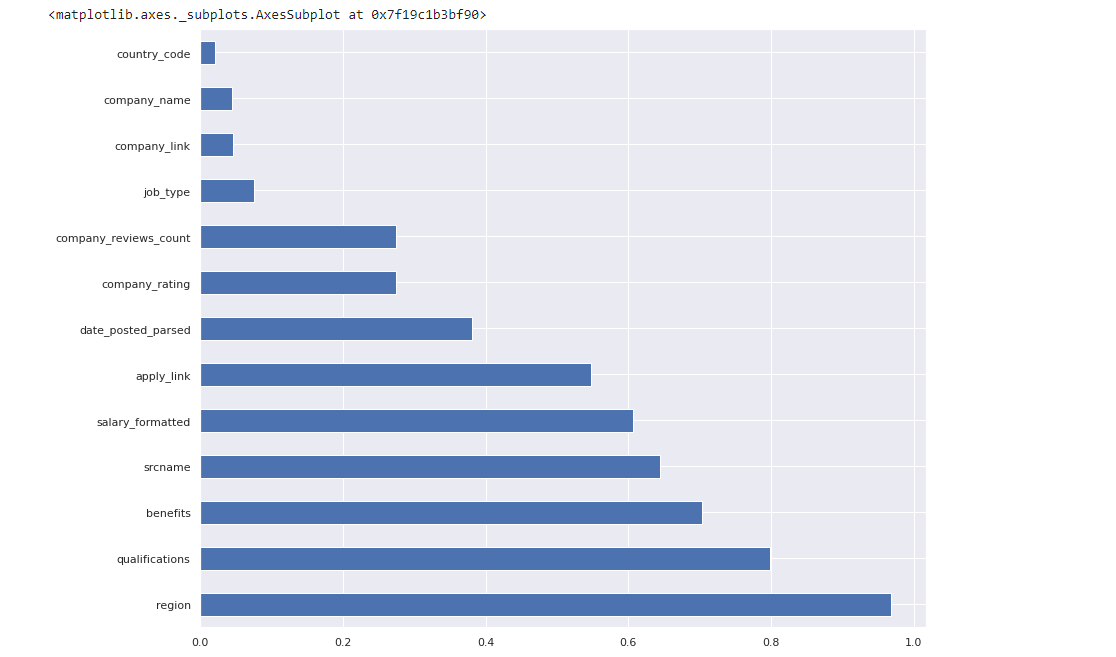 <matplotlib.axes._subplots.AxesSubplot at 0x7f19c1b3bf90>
country_code
company_name
company_link
job_type
company_reviews_count
company_rating
date_posted_parsed
apply_link
salary_formatted
srcname
benefits
qualifications
region
0.0 0.2 0.4 0.6 0.8 1.0